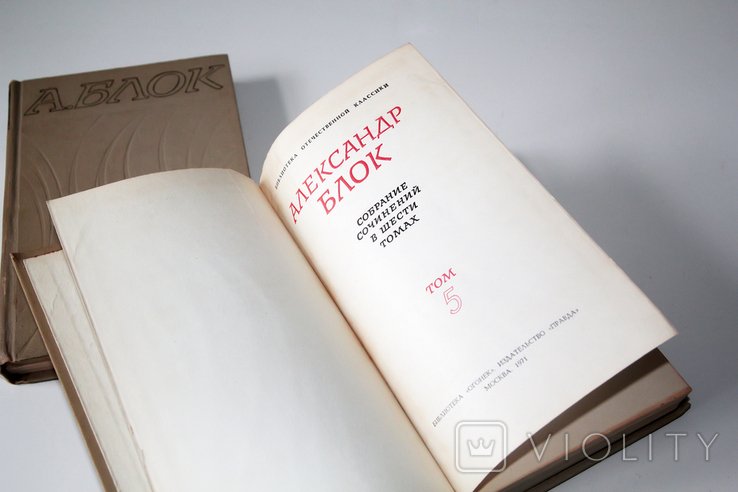 А.БЛОК
БИБЛИОТЕКА ОТЕЧЕСТВЕННОЙ КЛАССИКИ
АЛЕКСАНДР
БЛОК
СОБРАНИЕ
СОЧИНЕНИЙ
В ШЕСТИ
ТОМАХ
ТОМ
5
БИБЛИОТЕКА «ОГОНЕК» ИЗДАТЕЛЬСТВО «ПРАВДА»
МОСКВА. 1971
VIOLITY